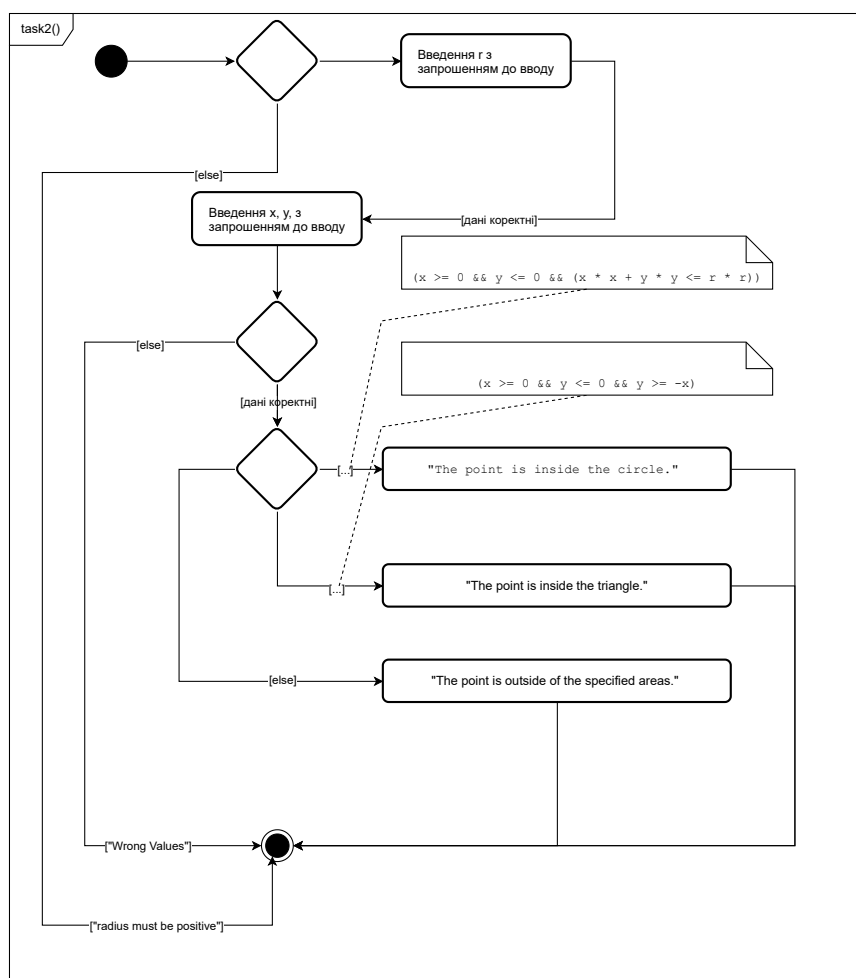 task2()
Введення r з
запрошенням до вводу
[else]
Введення x, y, з
запрошенням до вводу
[дані коректні]
(x >= 0 && y <= 0 && (x * x + y * y <= r * r))
[else]
(x >= 0 && y <= 0 && y >= -x)
[дані коректні]
[...]
"The point is inside the circle."
[...]
"The point is inside the triangle."
[else]
"The point is outside of the specified areas."
["Wrong Values"]
["radius must be positive"]